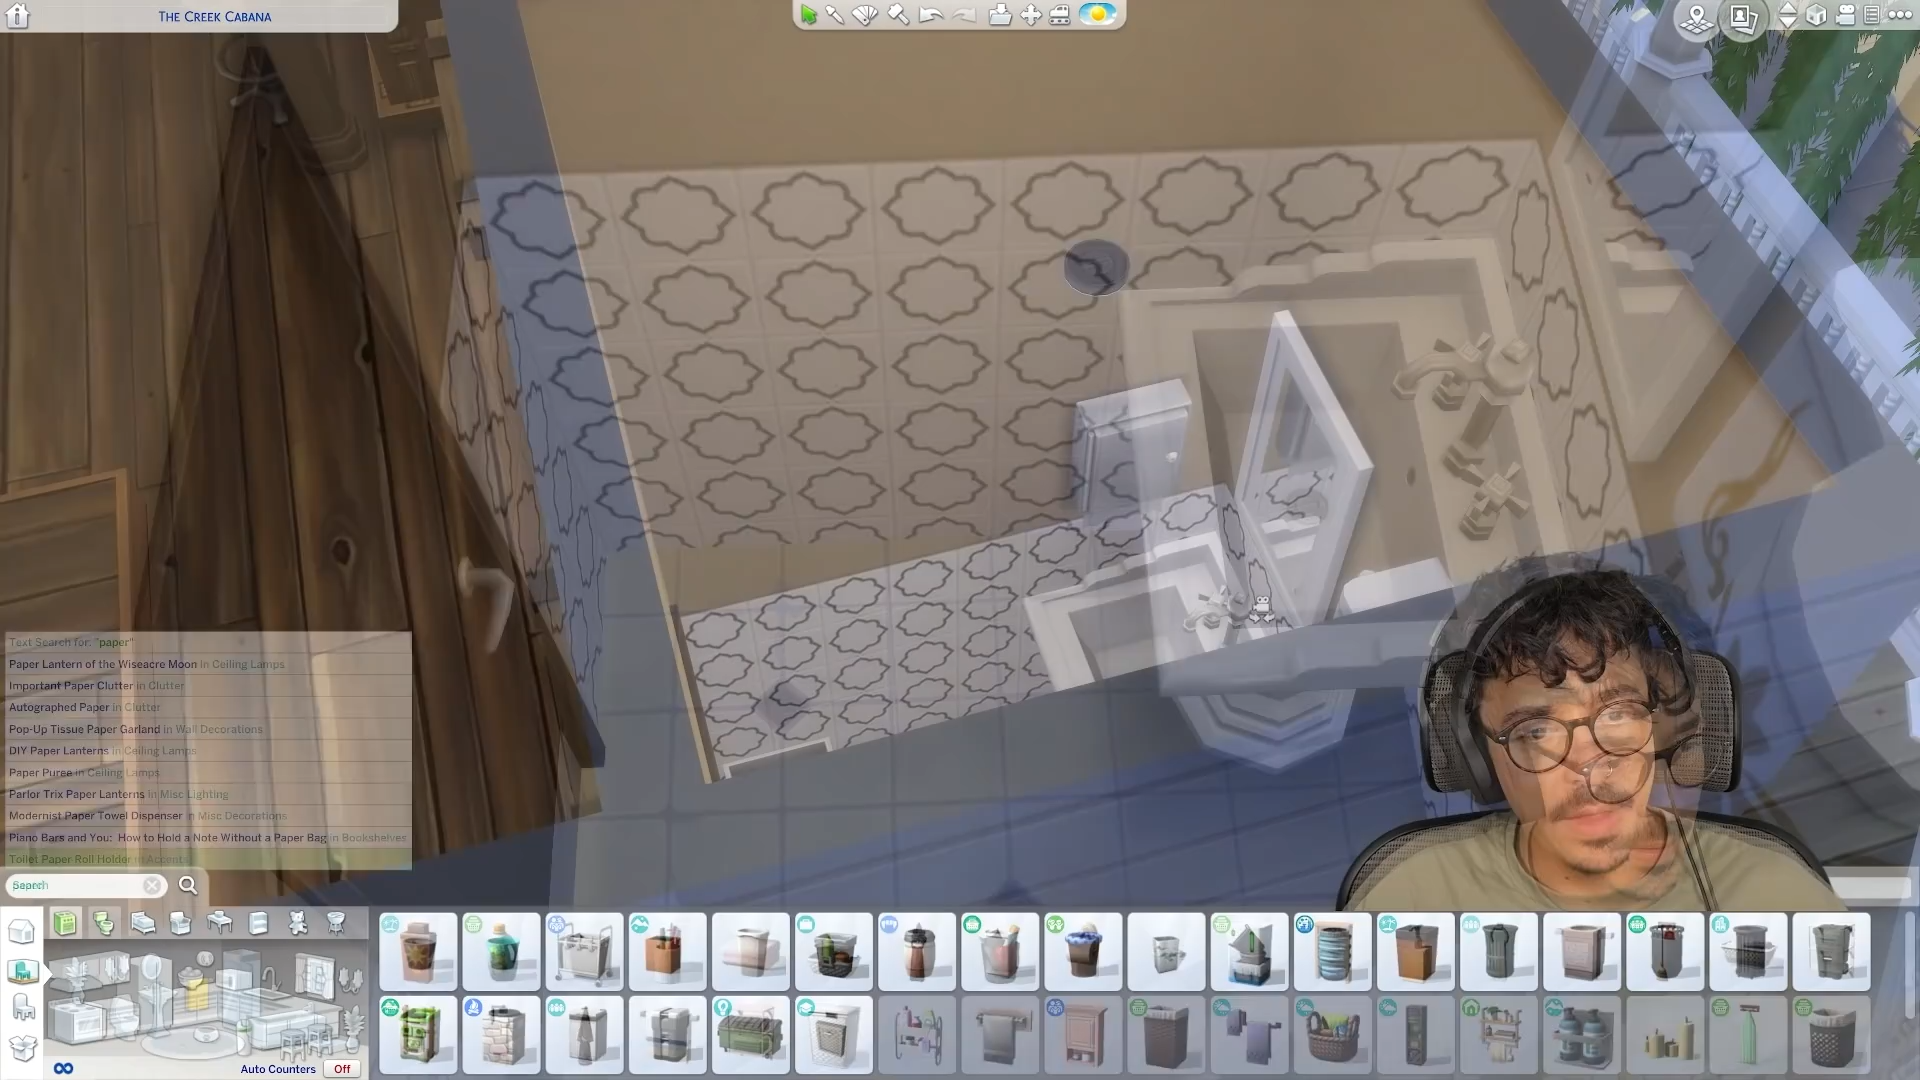 THE CREEK CABANA
Text Search for: "paper"
Paper Lantern of the Wiseacre Moon in Ceiling Lamps
Important Paper Clutter in Clutter
Autographed Paper in Clutter
Pop-Up Tissue Paper Garland in Wall Decorations
DIY Paper Lanterns in Ceiling Lamps
Paper Puree in Ceiling Lamps
Parlor Trix Paper Lanterns in Misc Lighting
Modernist Paper Towel Dispenser in Misc Decorations
Piano Bars and You: How to Hold a Note Without a Paper Bag in Bookshelves
Toilet Paper Roll Holder in Accents
Search
Auto Counters Off